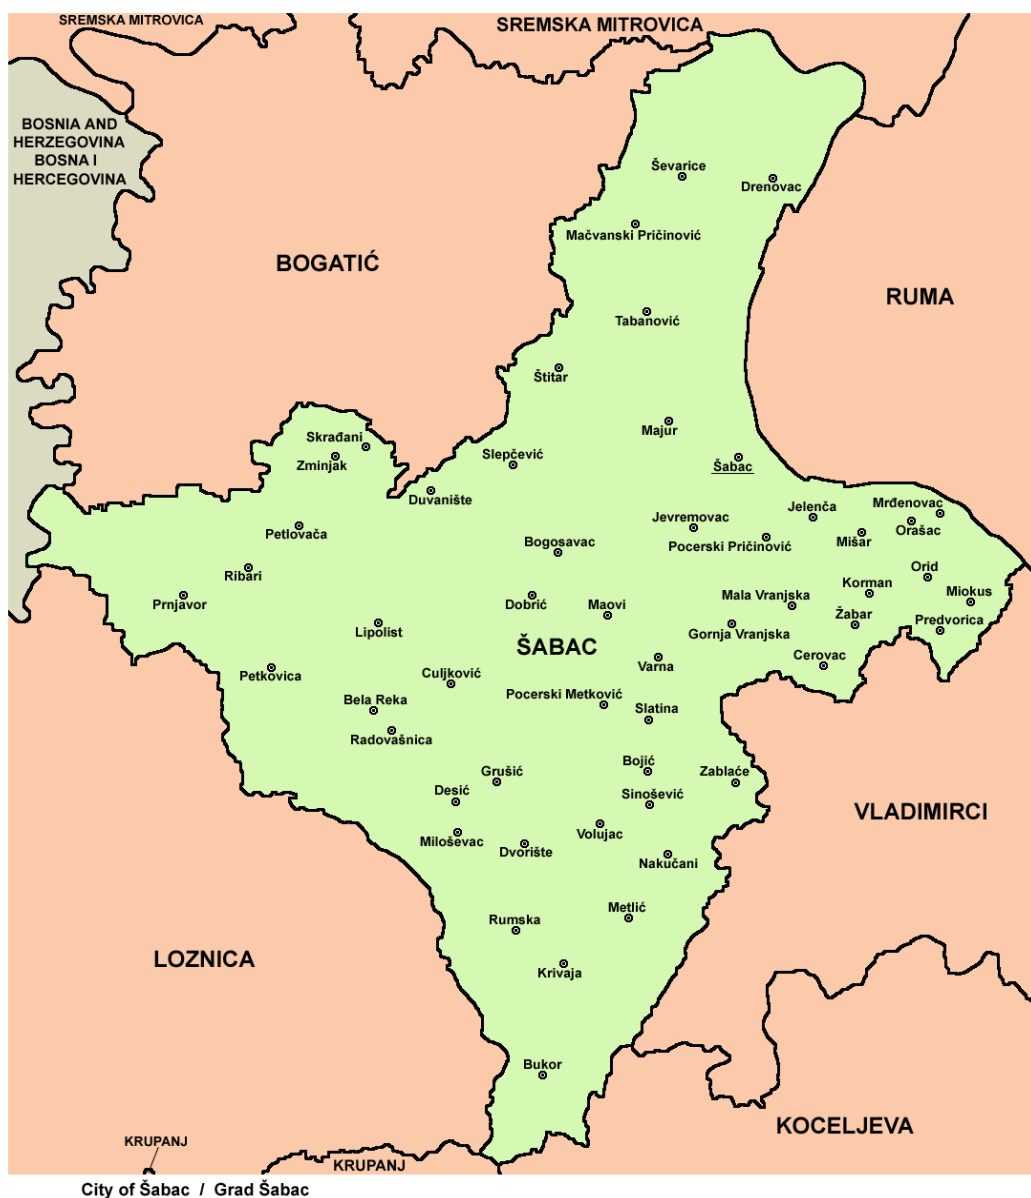 SREMSKA MITROVICA
SREMSKA MITROVICA
BOSNIA AND
HERZEGOVINA
BOSNA I
HERCEGOVINA
Ševarice
Drenovac
Mačvanski Pričinović
BOGATIĆ
RUMA
Tabanović
Štitar
Majur
Skrađani
Zminjak
Slepčević
Šabac
Duvanište
Mrđenovac
Jelenča
Jevremovac
Orašac
Petlovača
Mišar
Bogosavac
Pocerski Pričinović
Orid
Ribari
Korman
Miokus
Prnjavor
Dobrić
Maovi
Mala Vranjska
Žabar
Predvorica
Lipolist
Gornja Vranjska
ŠABAC
Cerovac
Varna
Petkovica
Culjković
Pocerski Metković
Bela Reka
Slatina
Radovašnica
Bojić
Zablaće
Grušić
Desić
Sinošević
VLADIMIRCI
Miloševac
Volujac
Dvorište
Nakučani
Metlić
Rumska
LOZNICA
Krivaja
Bukor
KOCELJEVA
KRUPANJ
KRUPANJ
City of Šabac / Grad Šabac